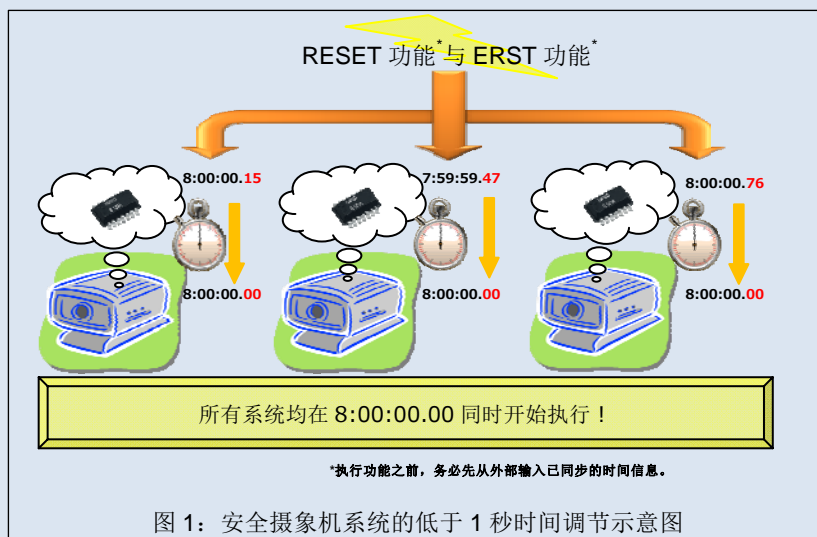 RESET 功能*与 ERST 功能*
8:00:00.15
7:59:59.47
8:00:00.76
8:00:00.00
8:00:00.00
8:00:00.00
所有系统均在 8:00:00.00 同时开始执行！
*执行功能之前，务必先从外部输入已同步的时间信息。
图 1：安全摄象机系统的低于 1 秒时间调节示意图